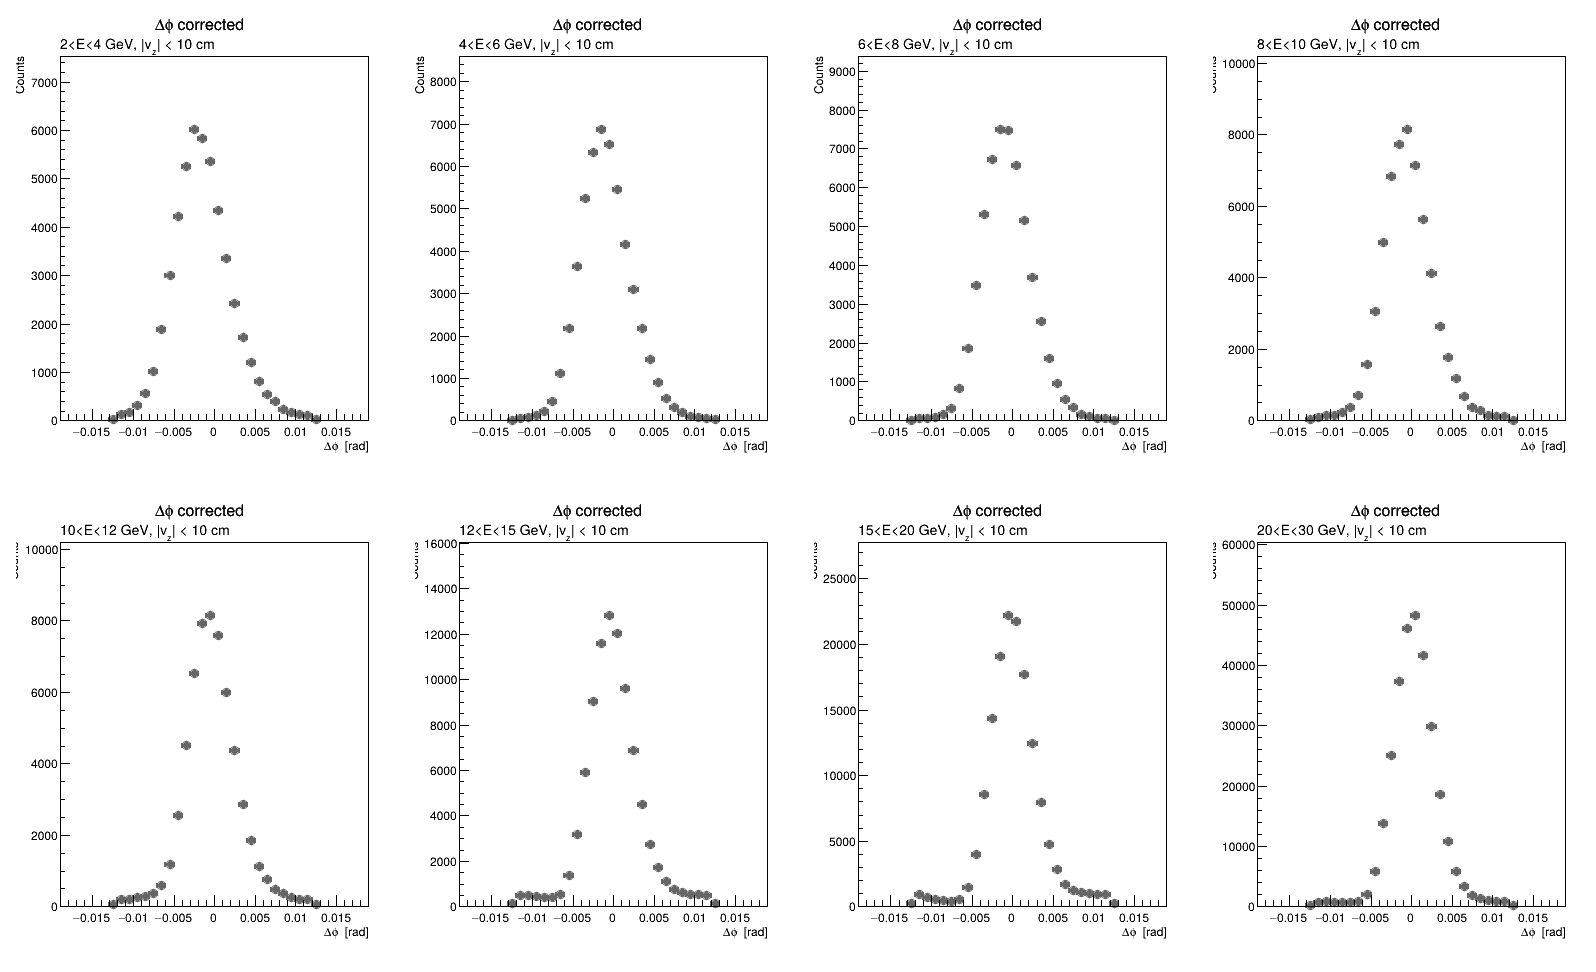 Δϕ corrected
2<E<4 GeV, |v_z| < 10 cm
Counts
7000
6000
5000
4000
3000
2000
1000
0
−0.015 −0.01 −0.005 0 0.005 0.01 0.015
Δϕ [rad]
Δϕ corrected
4<E<6 GeV, |v_z| < 10 cm
Counts
8000
7000
6000
5000
4000
3000
2000
1000
0
−0.015 −0.01 −0.005 0 0.005 0.01 0.015
Δϕ [rad]
Δϕ corrected
6<E<8 GeV, |v_z| < 10 cm
Counts
9000
8000
7000
6000
5000
4000
3000
2000
1000
0
−0.015 −0.01 −0.005 0 0.005 0.01 0.015
Δϕ [rad]
Δϕ corrected
8<E<10 GeV, |v_z| < 10 cm
Counts
10000
8000
6000
4000
2000
0
−0.015 −0.01 −0.005 0 0.005 0.01 0.015
Δϕ [rad]
Δϕ corrected
10<E<12 GeV, |v_z| < 10 cm
Counts
10000
8000
6000
4000
2000
0
−0.015 −0.01 −0.005 0 0.005 0.01 0.015
Δϕ [rad]
Δϕ corrected
12<E<15 GeV, |v_z| < 10 cm
Counts
16000
14000
12000
10000
8000
6000
4000
2000
0
−0.015 −0.01 −0.005 0 0.005 0.01 0.015
Δϕ [rad]
Δϕ corrected
15<E<20 GeV, |v_z| < 10 cm
Counts
25000
20000
15000
10000
5000
0
−0.015 −0.01 −0.005 0 0.005 0.01 0.015
Δϕ [rad]
Δϕ corrected
20<E<30 GeV, |v_z| < 10 cm
Counts
60000
50000
40000
30000
20000
10000
0
−0.015 −0.01 −0.005 0 0.005 0.01 0.015
Δϕ [rad]